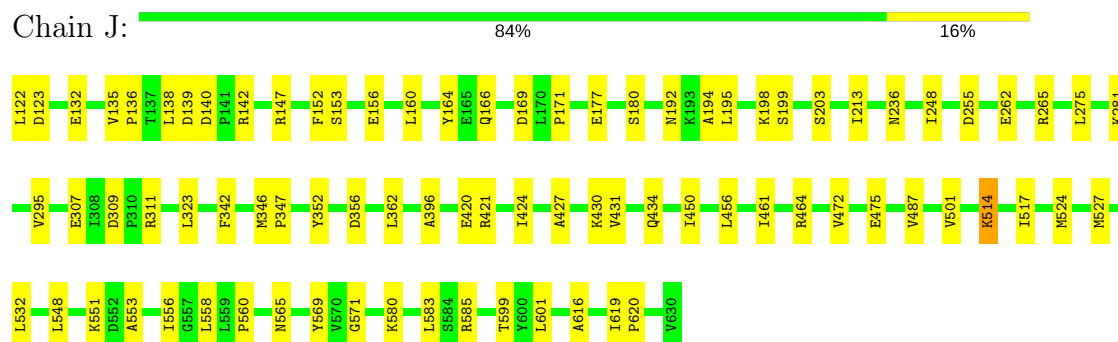 Chain J:
84% 16%
L122 D123 E132 V135 P136 T137 L138 D139 D140 P141 R142 R147 F152 S153 E156 L160 Y164 E165 Q166 D169 L170 P171 E177 S180 N192 K193 A194 L195 K198 S199 S203 I213 N236 I248 D255 E262 R265 L275 K281
V295 E307 I308 D309 P310 R311 L323 F342 M346 P347 Y352 D356 L362 A396 E420 R421 I424 A427 K430 V431 Q434 I450 L456 I461 R464 V472 E475 V487 V501 K514 I517 M524 M527
L532 L548 K551 D552 A553 I556 G557 L558 L559 P560 N565 Y569 V570 G571 K580 L583 S584 R585 T599 Y600 L601 A616 I619 P620 V630